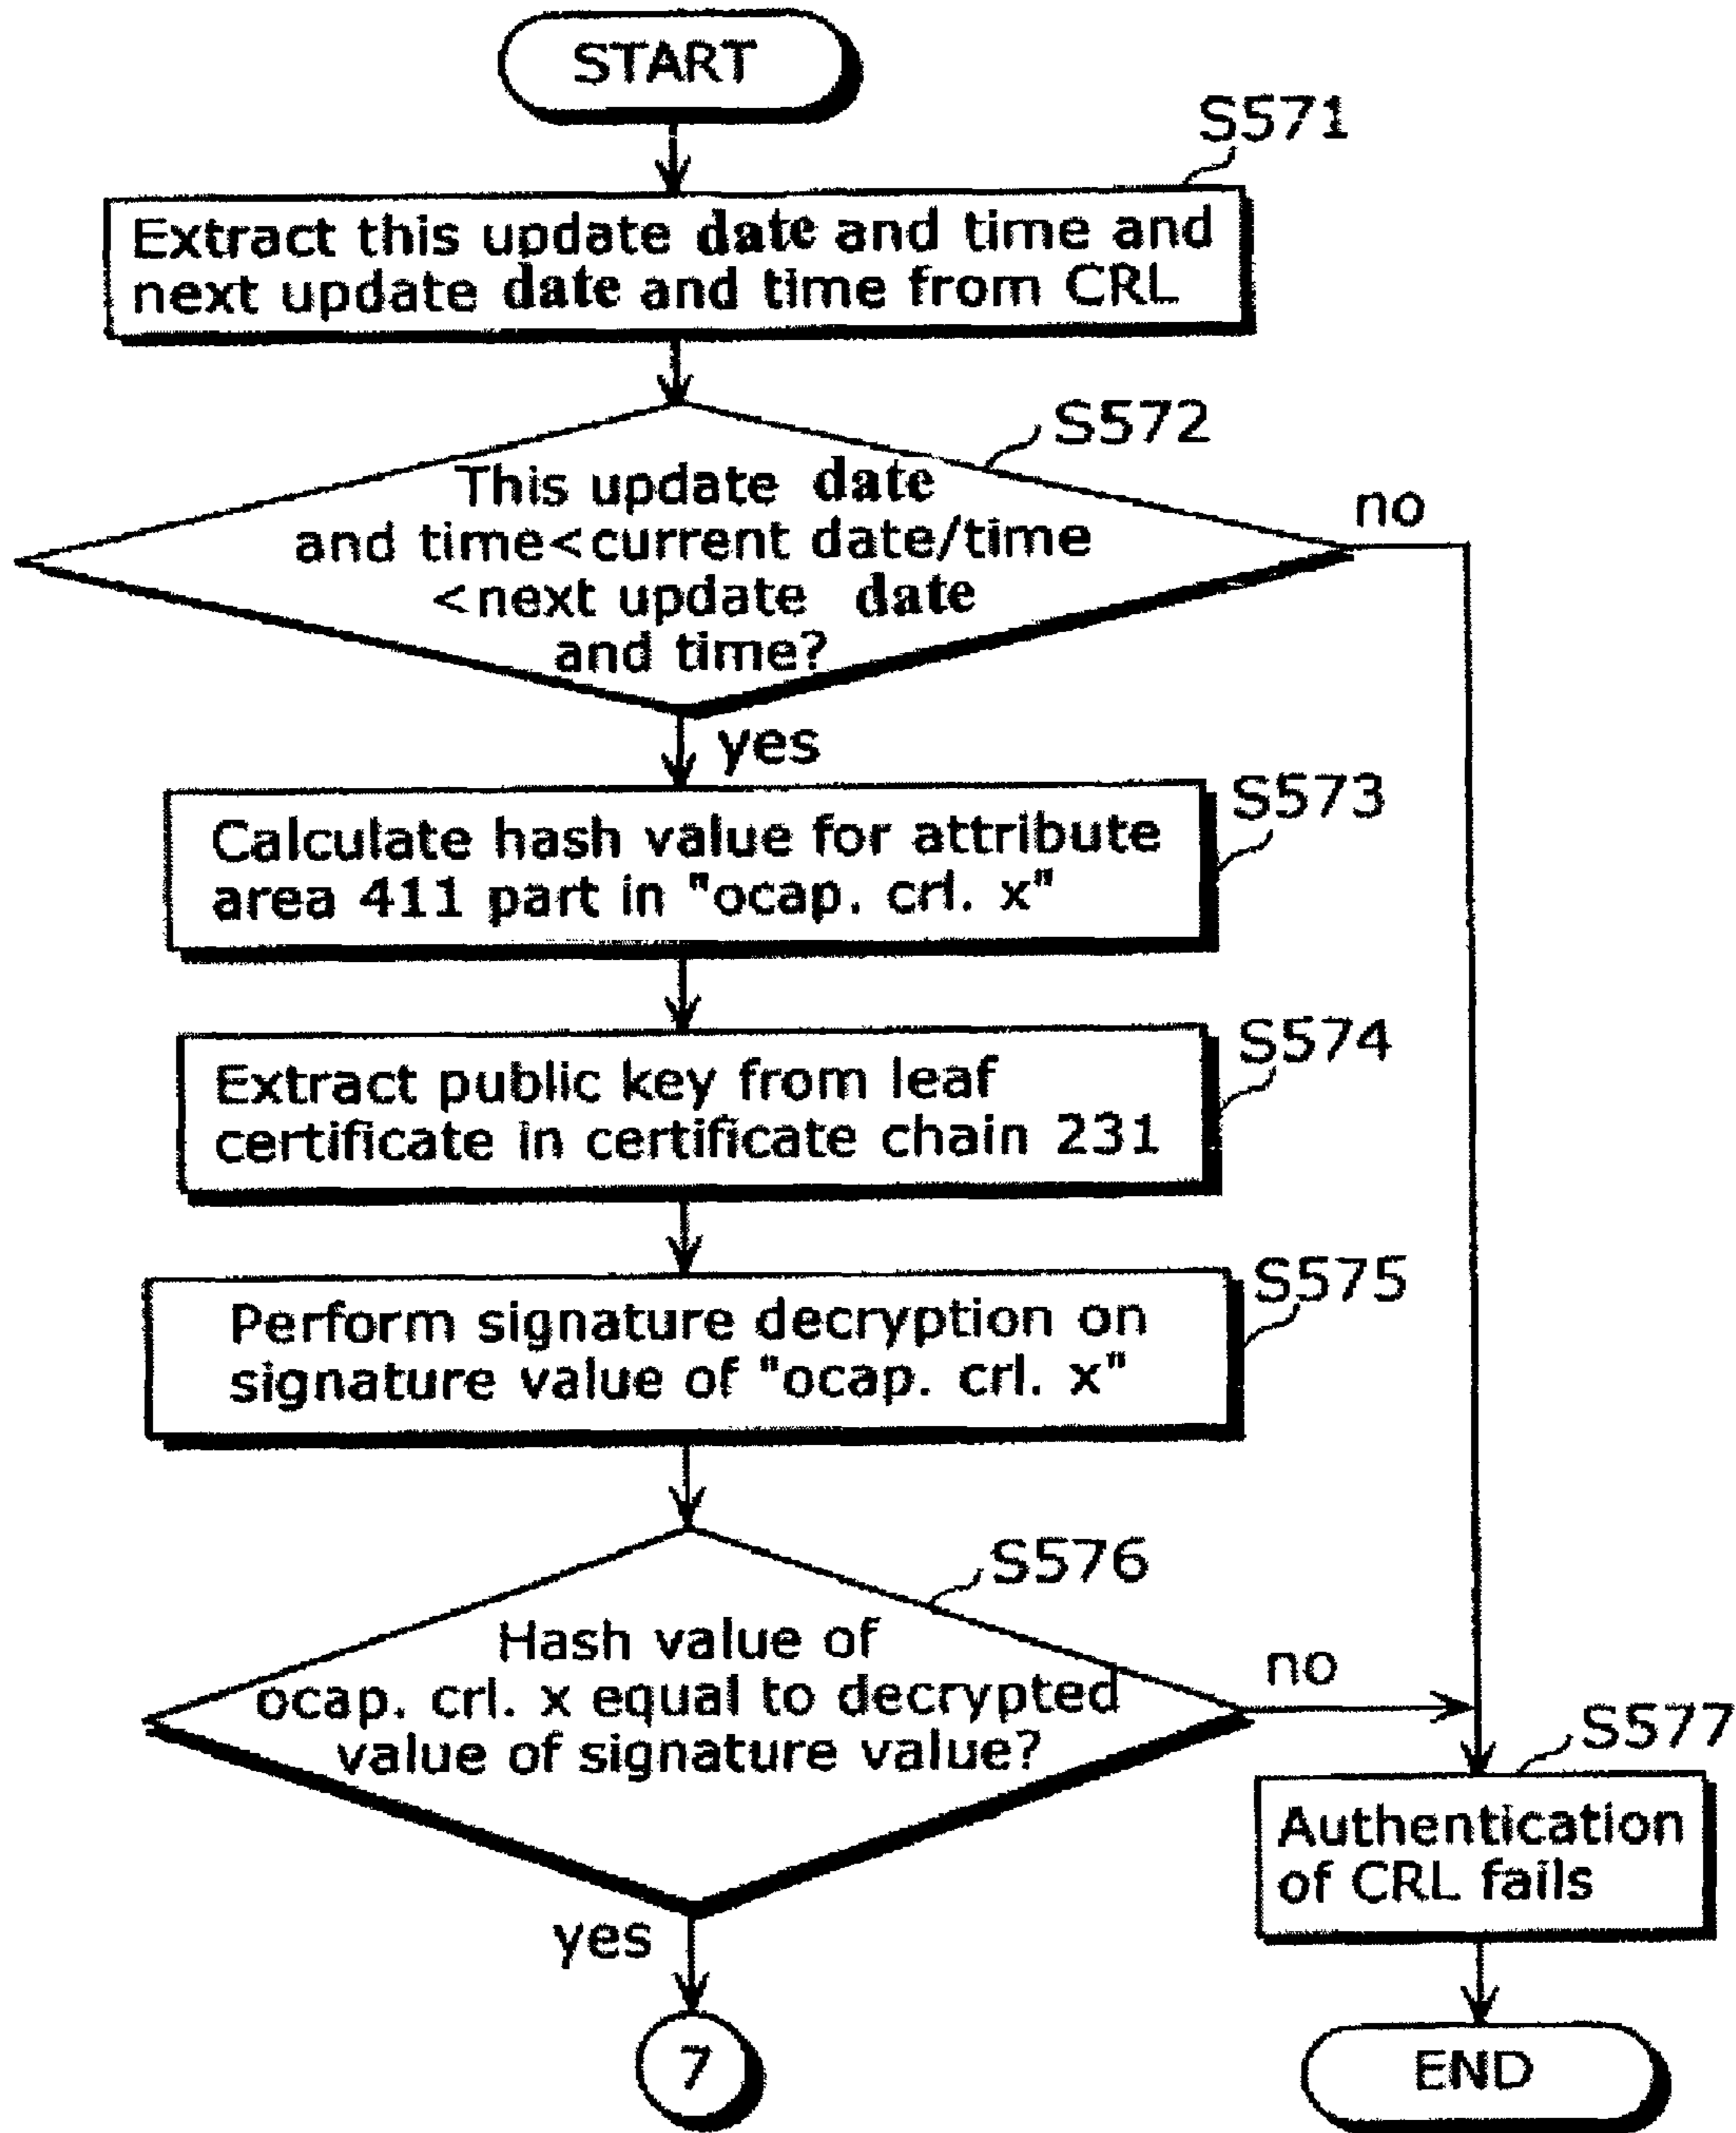 START
S571
Extract this update date and time and
next update date and time from CRL
S572
This update date
and time<current date/time
<next update date
and time?
no
yes
S573
Calculate hash value for attribute
area 411 part in "ocap. crl. x"
S574
Extract public key from leaf
certificate in certificate chain 231
S575
Perform signature decryption on
signature value of "ocap. crl. x"
S576
Hash value of
ocap. crl. x equal to decrypted
value of signature value?
no
S577
Authentication
of CRL fails
yes
7
END